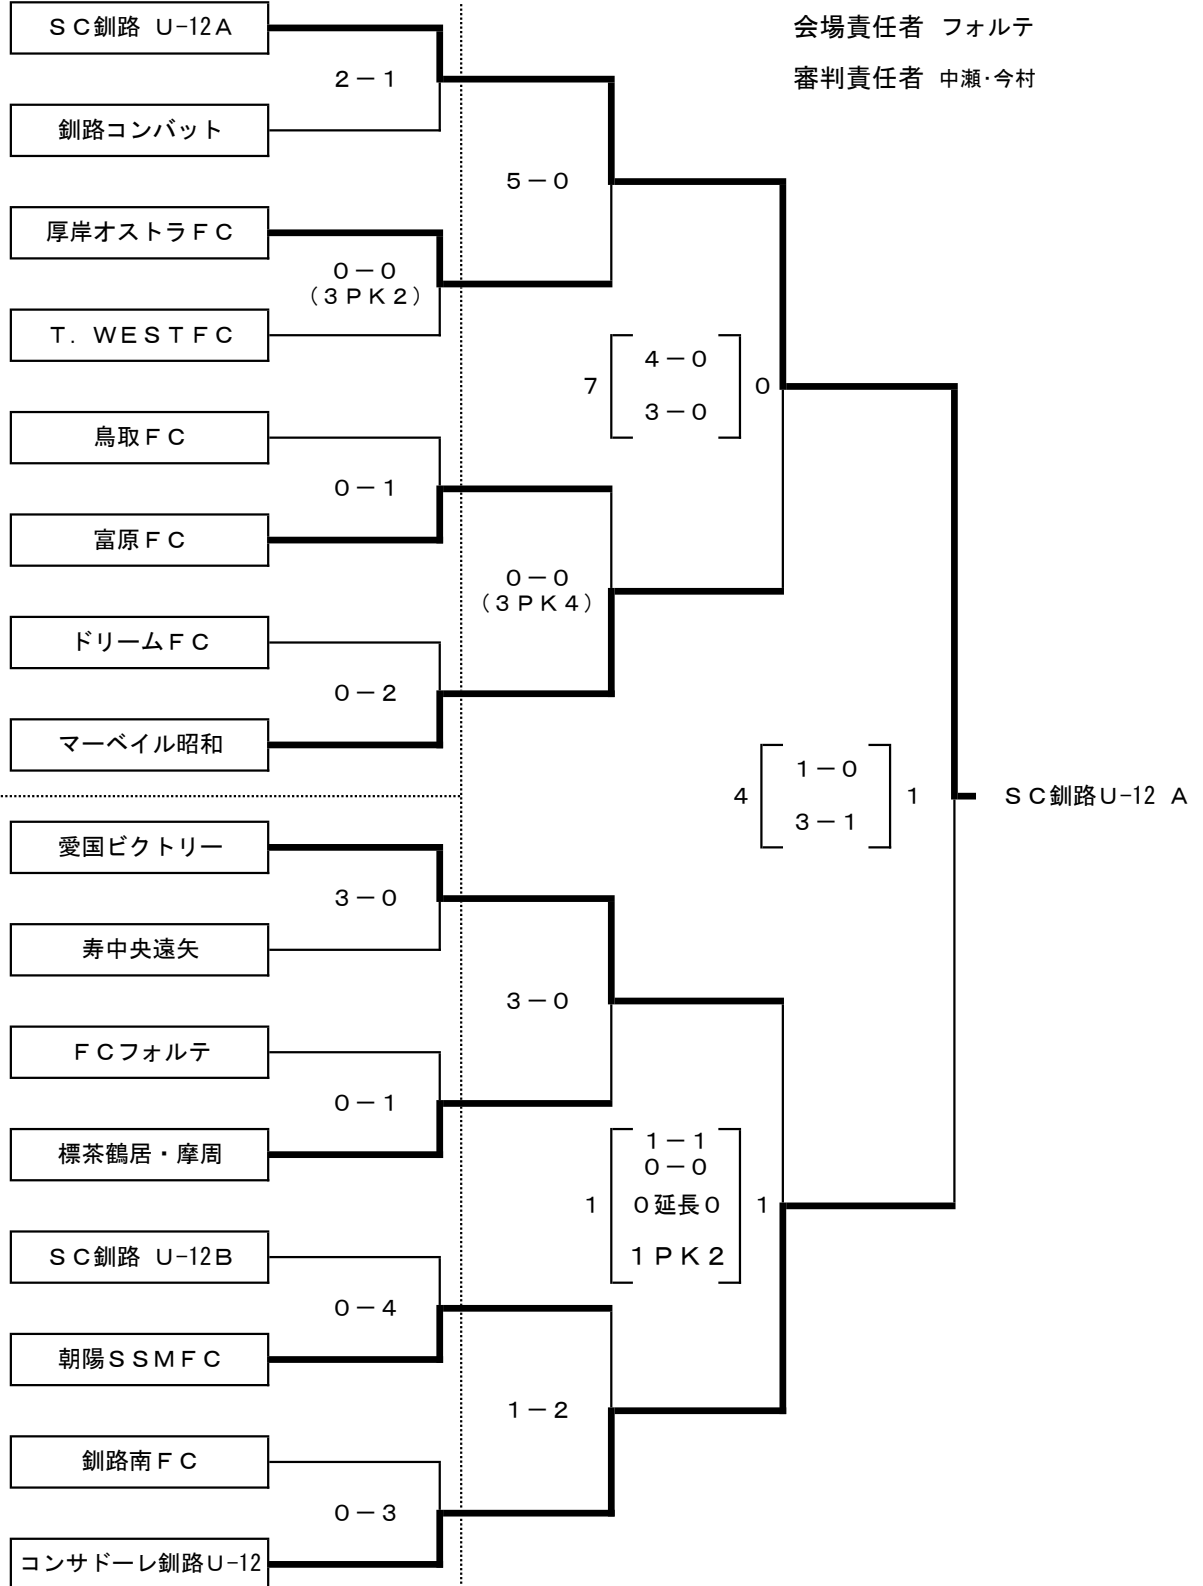 ＳＣ釧路 U-12Ａ
会場責任者 フォルテ
２－１
審判責任者 中瀬･今村
釧路コンバット
５－０
厚岸オストラＦＣ
０－０
（３ＰＫ２）
Ｔ．ＷＥＳＴＦＣ
７
４－０
３－０
０
鳥取ＦＣ
０－１
富原ＦＣ
０－０
（３ＰＫ４）
ドリームＦＣ
０－２
マーベイル昭和
４
１－０
３－１
１
ＳＣ釧路Ｕ-12 Ａ
愛国ビクトリー
３－０
寿中央遠矢
３－０
ＦＣフォルテ
０－１
標茶鶴居・摩周
１
１－１
０－０
０延長０
１ＰＫ２
１
ＳＣ釧路 U-12Ｂ
０－４
朝陽ＳＳＭＦＣ
１－２
釧路南ＦＣ
０－３
コンサドーレ釧路Ｕ-12